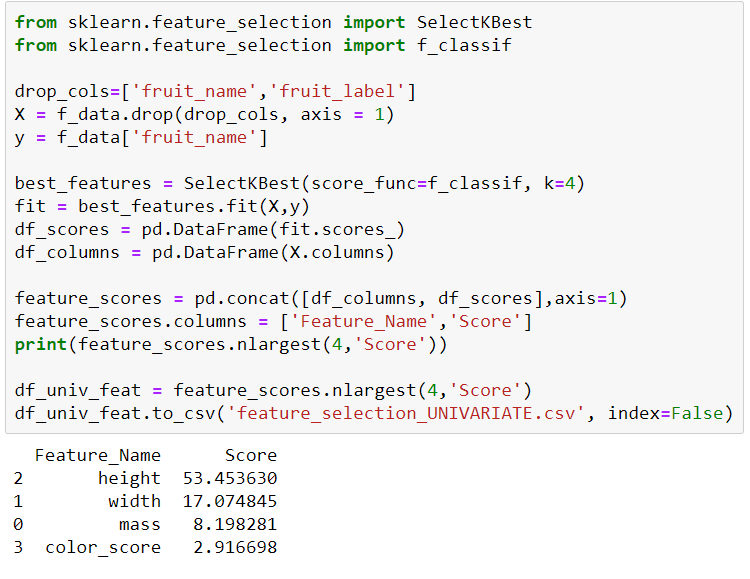 from sklearn.feature_selection import SelectKBest
from sklearn.feature_selection import f_classif

drop_cols=['fruit_name','fruit_label']
X = f_data.drop(drop_cols, axis = 1)
y = f_data['fruit_name']

best_features = SelectKBest(score_func=f_classif, k=4)
fit = best_features.fit(X,y)
df_scores = pd.DataFrame(fit.scores_)
df_columns = pd.DataFrame(X.columns)

feature_scores = pd.concat([df_columns, df_scores],axis=1)
feature_scores.columns = ['Feature_Name','Score']
print(feature_scores.nlargest(4,'Score'))

df_univ_feat = feature_scores.nlargest(4,'Score')
df_univ_feat.to_csv('feature_selection_UNIVARIATE.csv', index=False)

  Feature_Name      Score
2       height  53.453630
1        width  17.074845
0         mass   8.198281
3  color_score   2.916698